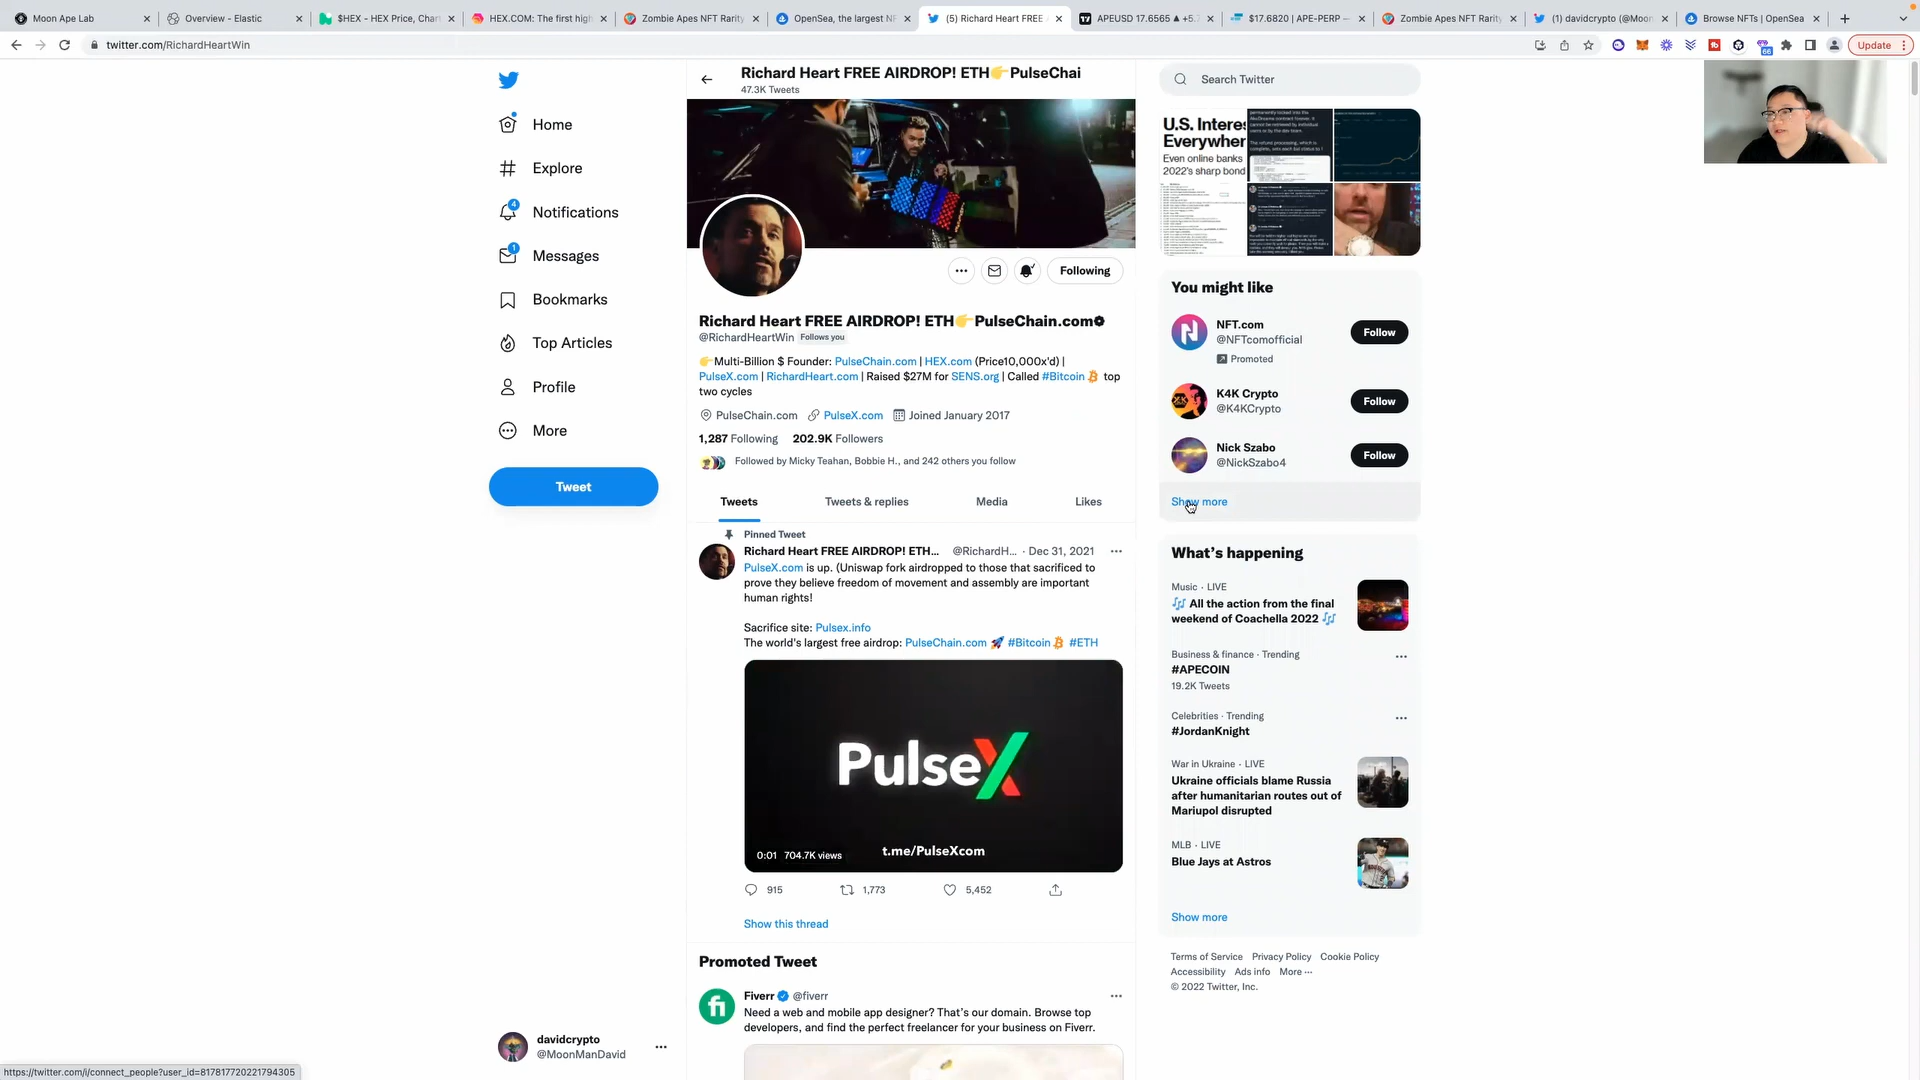 Moon Ape Lab
Overview - Elastic
$HEX - HEX Price, Char
HEX.COM: The first hig
Zombie Apes NFT Rarity
OpenSea, the largest NF
(5) Richard Heart FREE
APEUSD 17.6565 ▲ +5.
$17.6820 | APE-PERP —
Zombie Apes NFT Rarit
(1) davidcrypto (@Moon
Browse NFTs | OpenSea
twitter.com/RichardHeartWin
Update
66
Richard Heart FREE AIRDROP! ETH👉PulseChai
47.3K Tweets
Home
Explore
4
Notifications
1
Messages
Bookmarks
Top Articles
Profile
More
Tweet
Following
Richard Heart FREE AIRDROP! ETH👉PulseChain.com
@RichardHeartWin Follows you
👉Multi-Billion $ Founder: PulseChain.com | HEX.com (Price10,000x'd) |
PulseX.com | RichardHeart.com | Raised $27M for SENS.org | Called #Bitcoin top
two cycles
PulseChain.com PulseX.com Joined January 2017
1,287 Following 202.9K Followers
Followed by Micky Teahan, Bobbie H., and 242 others you follow
Tweets Tweets & replies Media Likes
Pinned Tweet
Richard Heart FREE AIRDROP! ETH... @RichardH... · Dec 31, 2021
PulseX.com is up. (Uniswap fork airdropped to those that sacrificed to
prove they believe freedom of movement and assembly are important
human rights!
Sacrifice site: Pulsex.info
The world's largest free airdrop: PulseChain.com 🚀 #Bitcoin #ETH
PulseX
t.me/PulseXcom
0:01 704.7K views
915 1,773 5,452
Show this thread
Promoted Tweet
Fiverr @fiverr
Need a web and mobile app designer? That's our domain. Browse top
developers, and find the perfect freelancer for your business on Fiverr.
Search Twitter
U.S. Interes
Everywher
Even online banks
2022's sharp bond
You might like
NFT.com
@NFTcomofficial
Promoted
Follow
K4K Crypto
@K4KCrypto
Follow
Nick Szabo
@NickSzabo4
Follow
Show more
What's happening
Music · LIVE
🎶 All the action from the final
weekend of Coachella 2022 🎶
Business & finance · Trending
#APECOIN
19.2K Tweets
Celebrities · Trending
#JordanKnight
War in Ukraine · LIVE
Ukraine officials blame Russia
after humanitarian routes out of
Mariupol disrupted
MLB · LIVE
Blue Jays at Astros
Show more
Terms of Service Privacy Policy Cookie Policy
Accessibility Ads info More ···
© 2022 Twitter, Inc.
davidcrypto
@MoonManDavid
https://twitter.com/i/connect_people?user_id=817817720221794305